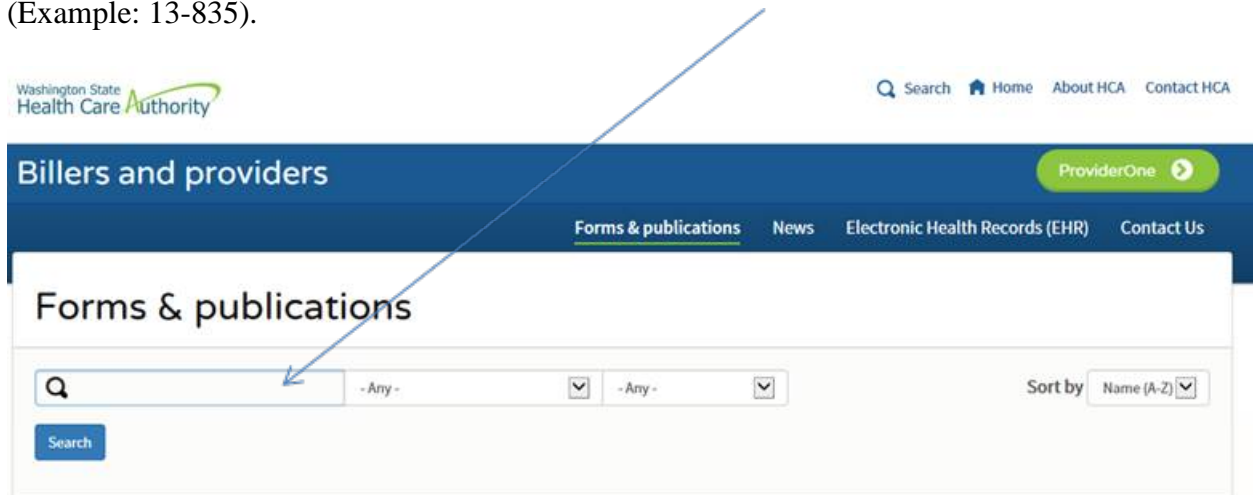 (Example: 13-835).
Washington State
Health Care Authority
Search Home About HCA Contact HCA
Billers and providers
ProviderOne
Forms & publications News Electronic Health Records (EHR) Contact Us
Forms & publications
- Any - - Any - Sort by Name (A-Z)
Search